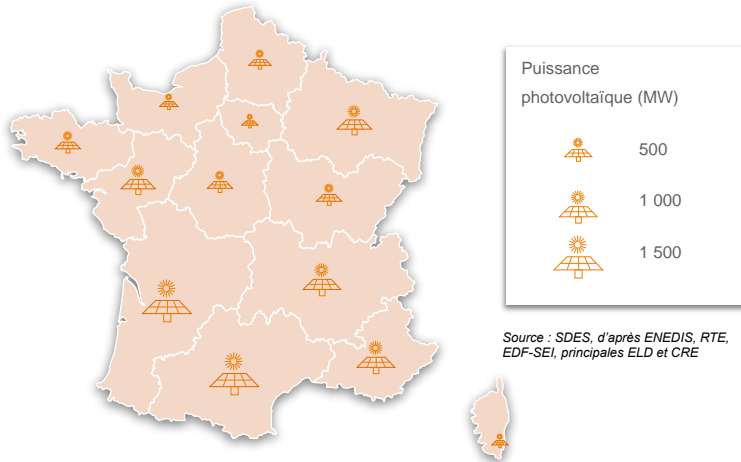 Puissance
photovoltaïque (MW)
500
1 000
1 500
Source : SDES, d'après ENEDIS, RTE,
EDF-SEI, principales ELD et CRE